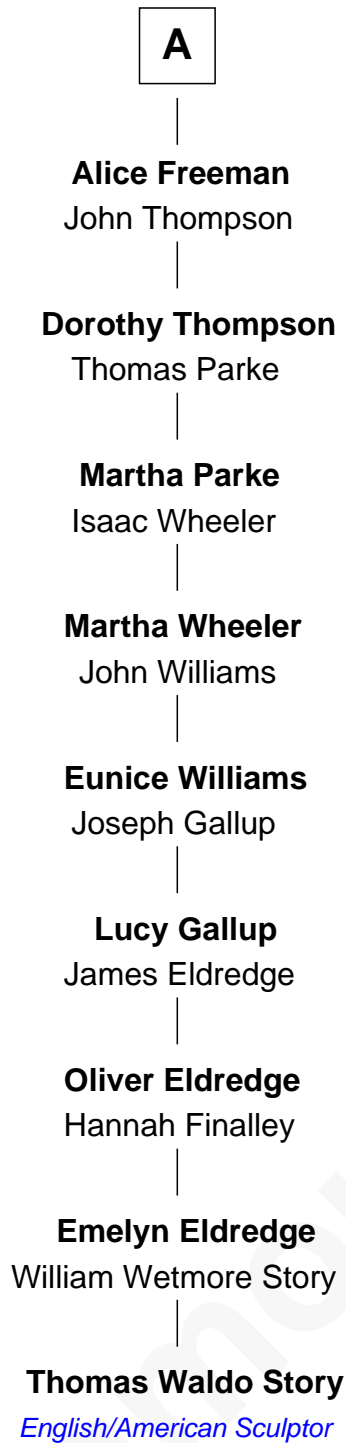 A
Alice Freeman
John Thompson
Dorothy Thompson
Thomas Parke
Martha Parke
Isaac Wheeler
Martha Wheeler
John Williams
Eunice Williams
Joseph Gallup
Lucy Gallup
James Eldredge
Oliver Eldredge
Hannah Finalley
Emelyn Eldredge
William Wetmore Story
Thomas Waldo Story
English/American Sculptor